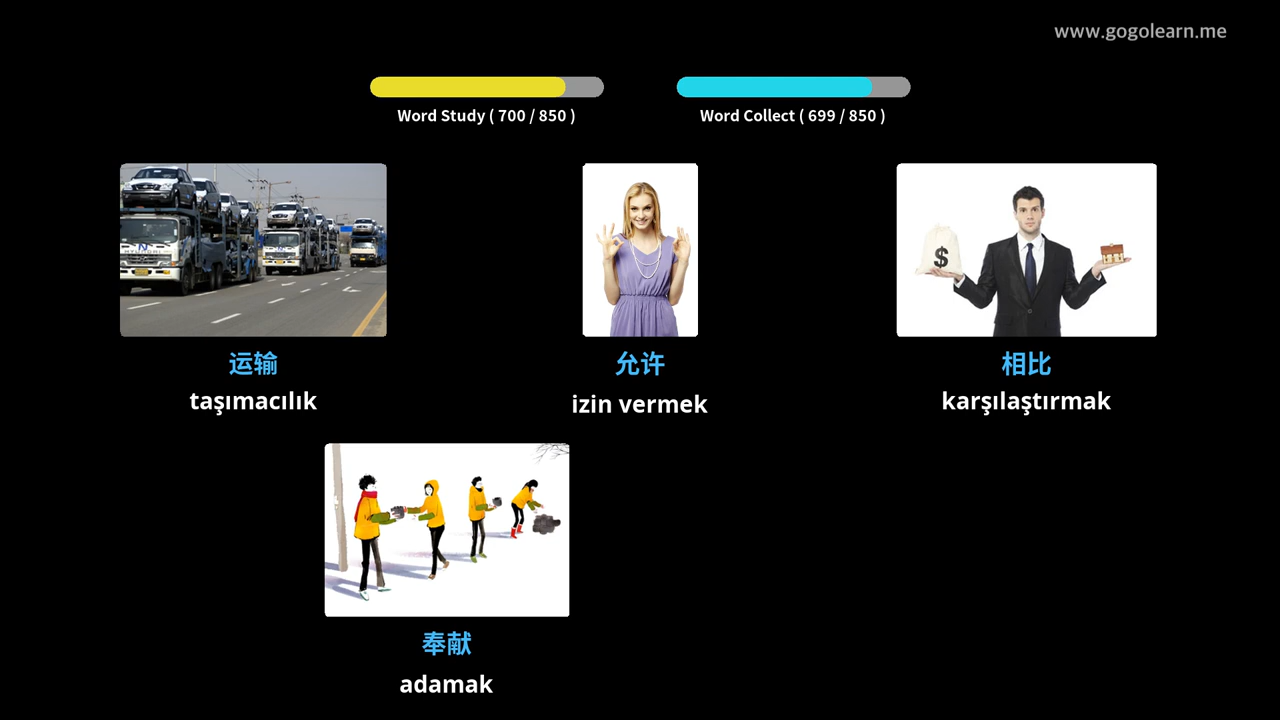 www.gogolearn.me
Word Study ( 700 / 850 )
Word Collect ( 699 / 850 )
运输
允许
相比
taşımacılık
izin vermek
karşılaştırmak
$
奉献
adamak